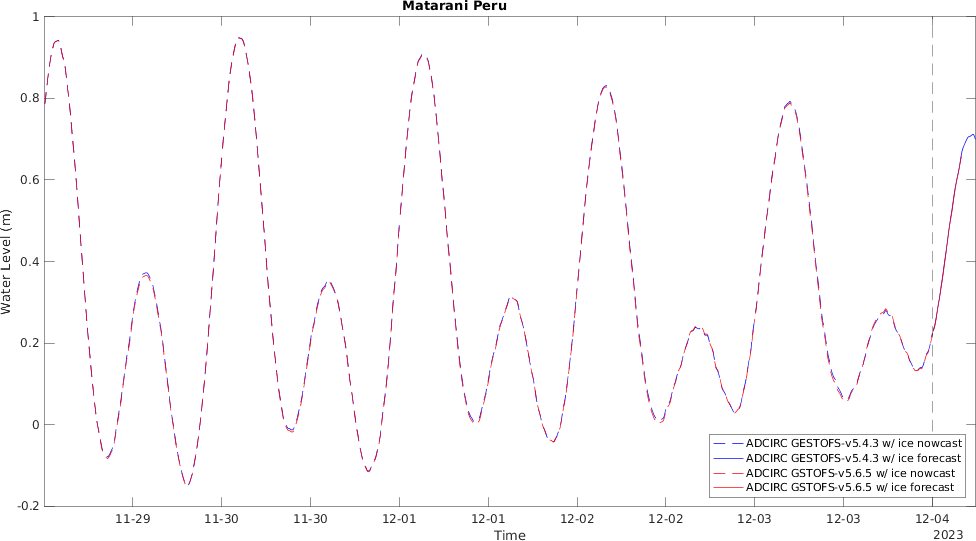 Matarani Peru
1
0.8
0.6
0.4
0.2
0
-0.2
Water Level (m)
11-29
11-30
11-30
12-01
12-01
12-02
12-02
12-03
12-03
12-04
2023
Time
ADCIRC GESTOFS-v5.4.3 w/ ice nowcast
ADCIRC GESTOFS-v5.4.3 w/ ice forecast
ADCIRC GSTOFS-v5.6.5 w/ ice nowcast
ADCIRC GSTOFS-v5.6.5 w/ ice forecast